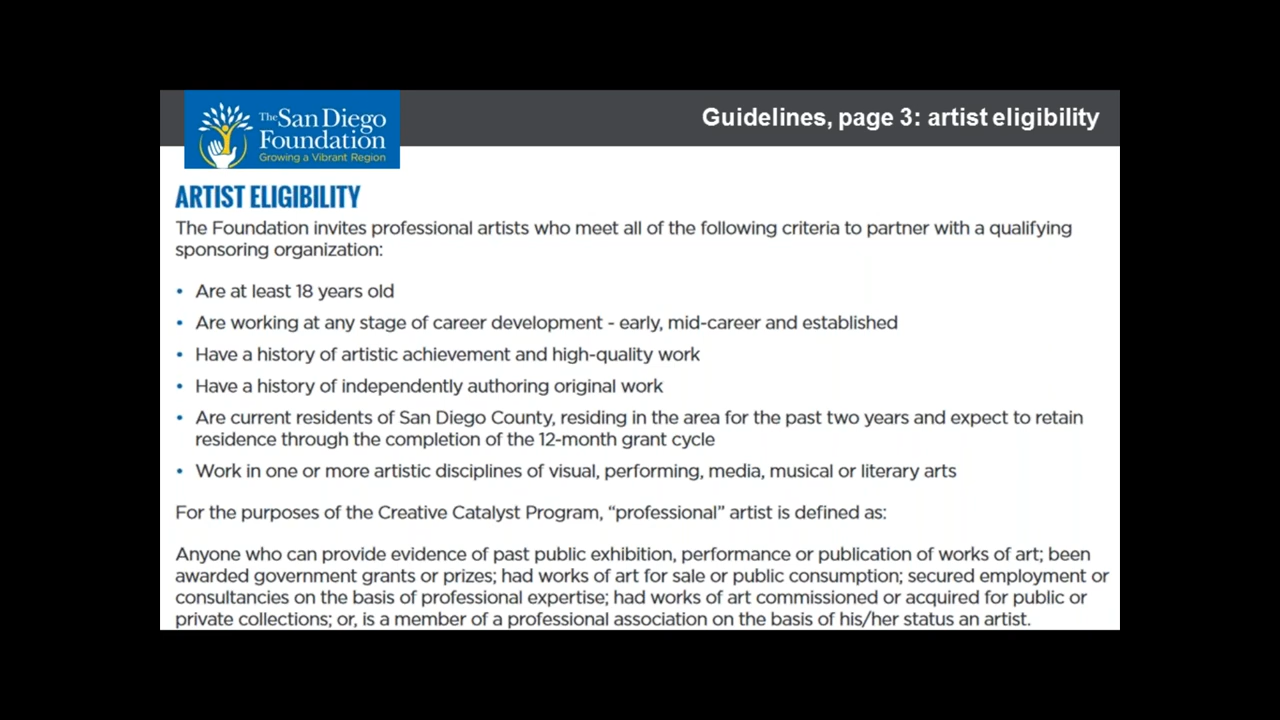 The San Diego
Foundation
Growing a Vibrant Region
Guidelines, page 3: artist eligibility
ARTIST ELIGIBILITY
The Foundation invites professional artists who meet all of the following criteria to partner with a qualifying
sponsoring organization:
• Are at least 18 years old
• Are working at any stage of career development - early, mid-career and established
• Have a history of artistic achievement and high-quality work
• Have a history of independently authoring original work
• Are current residents of San Diego County, residing in the area for the past two years and expect to retain
residence through the completion of the 12-month grant cycle
• Work in one or more artistic disciplines of visual, performing, media, musical or literary arts
For the purposes of the Creative Catalyst Program, “professional” artist is defined as:
Anyone who can provide evidence of past public exhibition, performance or publication of works of art; been
awarded government grants or prizes; had works of art for sale or public consumption; secured employment or
consultancies on the basis of professional expertise; had works of art commissioned or acquired for public or
private collections; or, is a member of a professional association on the basis of his/her status an artist.